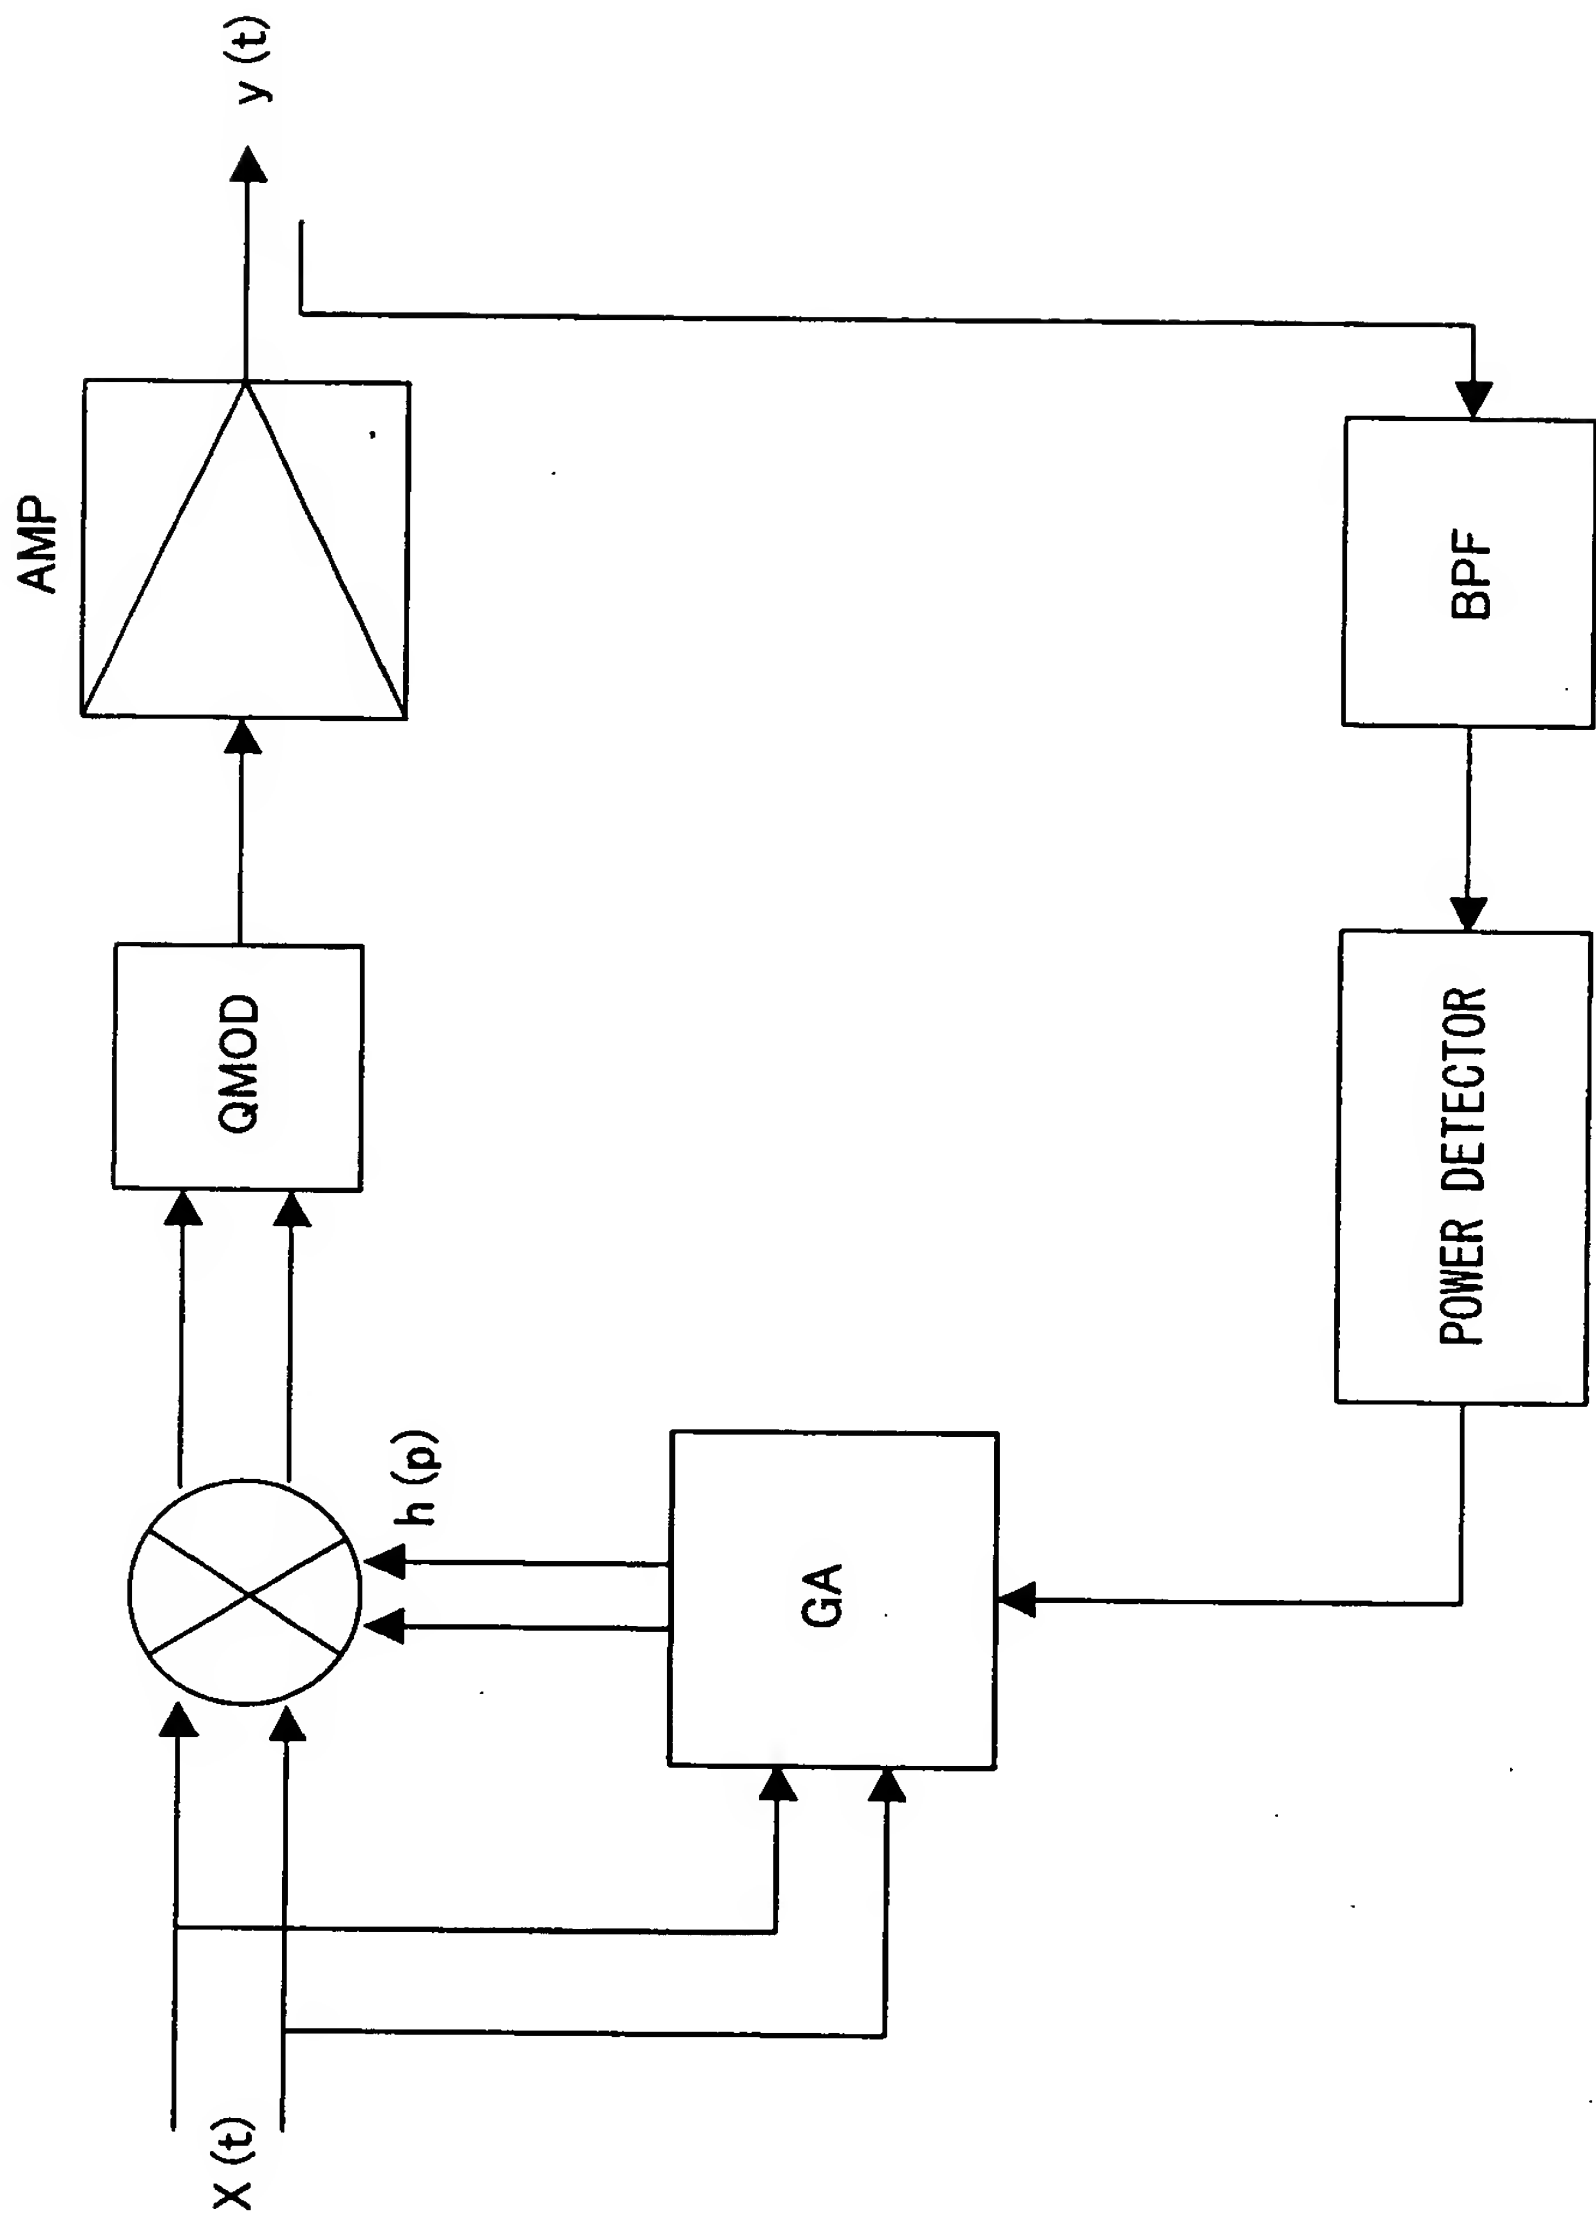 AMP
X (t)
QMOD
y (t)
h (p)
GA
POWER DETECTOR
BPF